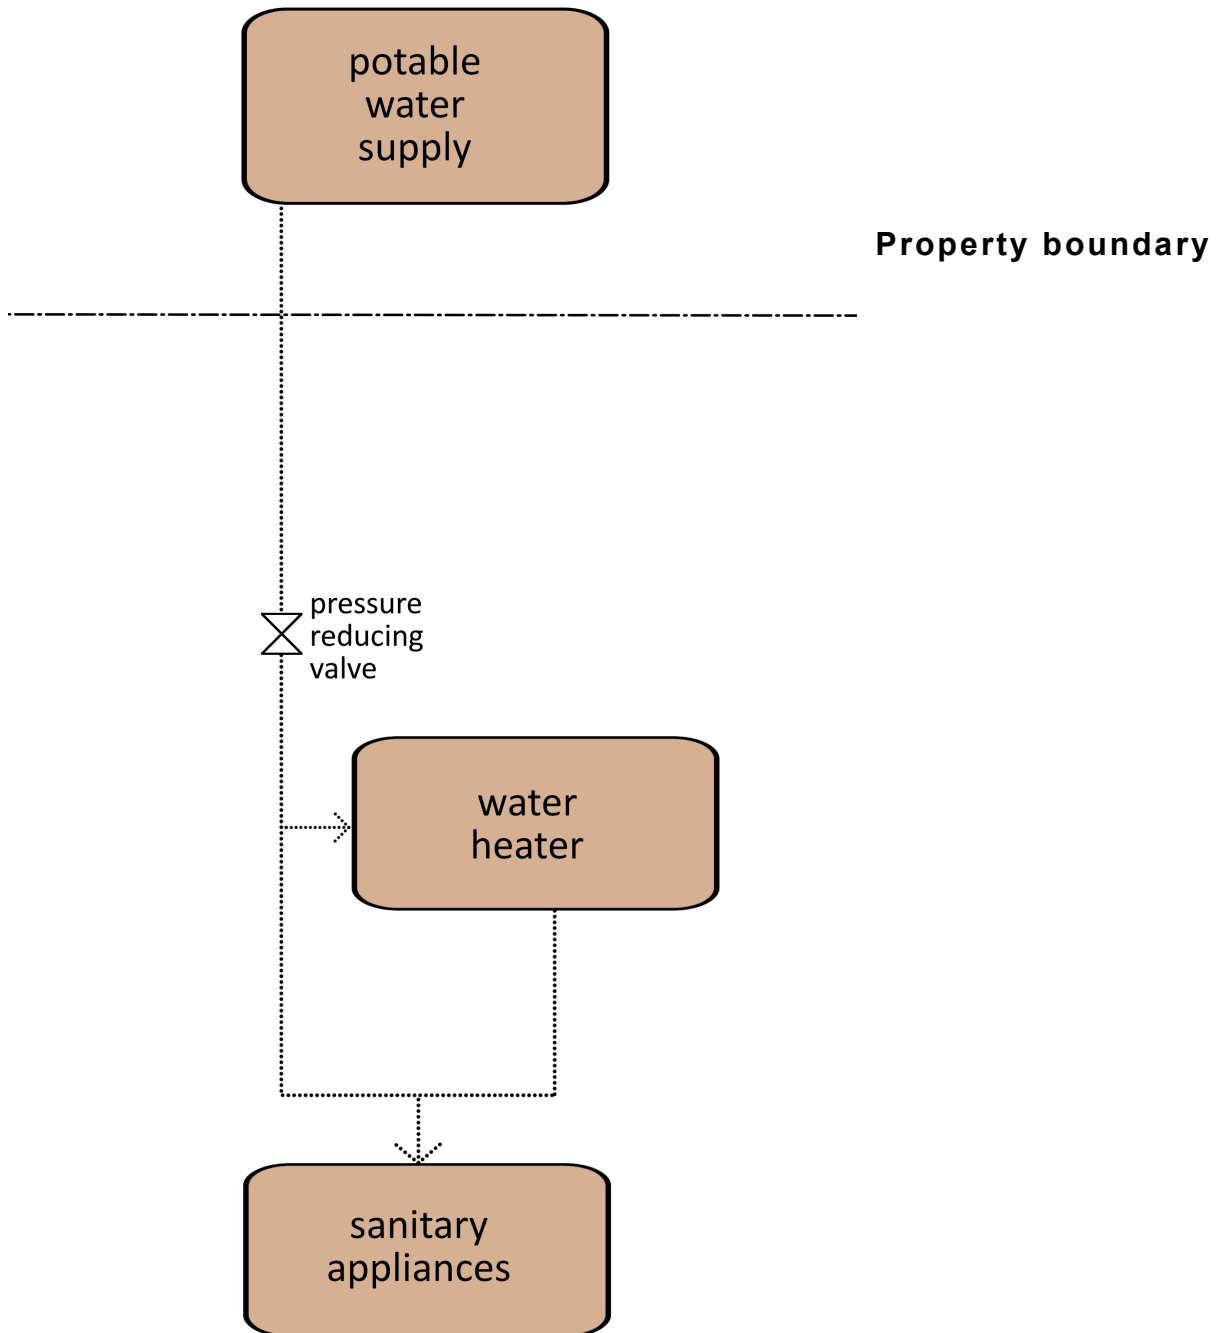 potable
water
supply
Property boundary
pressure
reducing
valve
water
heater
sanitary
appliances